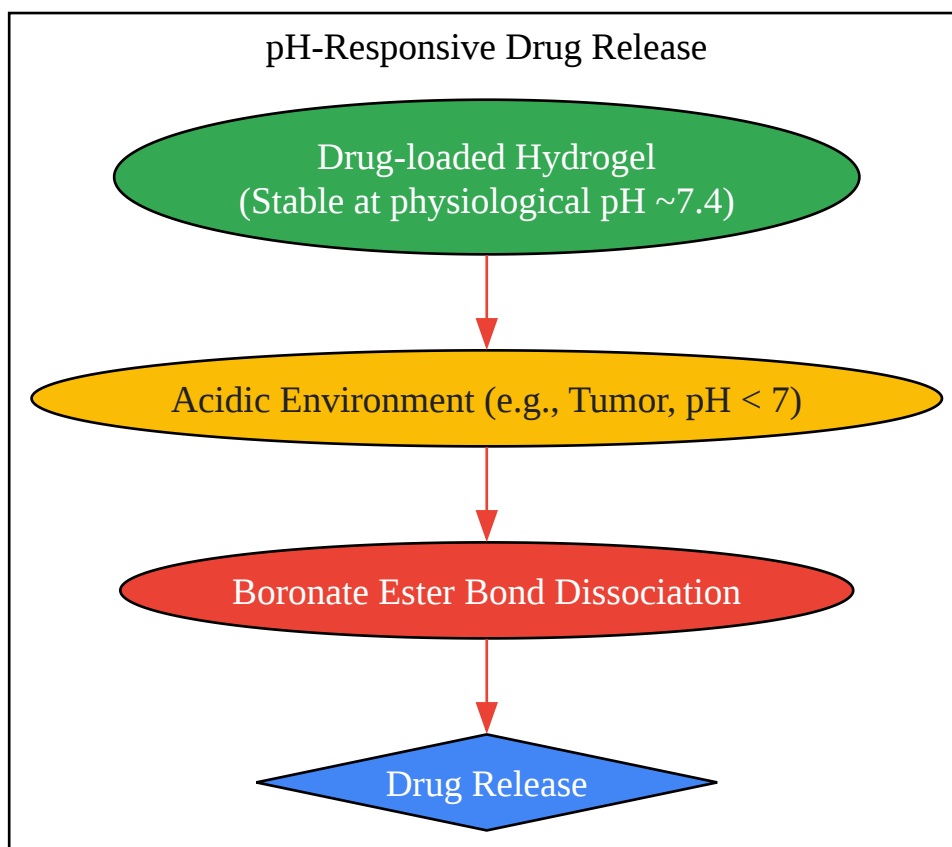 pH-Responsive Drug Release
Drug-loaded Hydrogel
(Stable at physiological pH ~7.4)
Acidic Environment (e.g., Tumor, pH < 7)
Boronate Ester Bond Dissociation
Drug Release